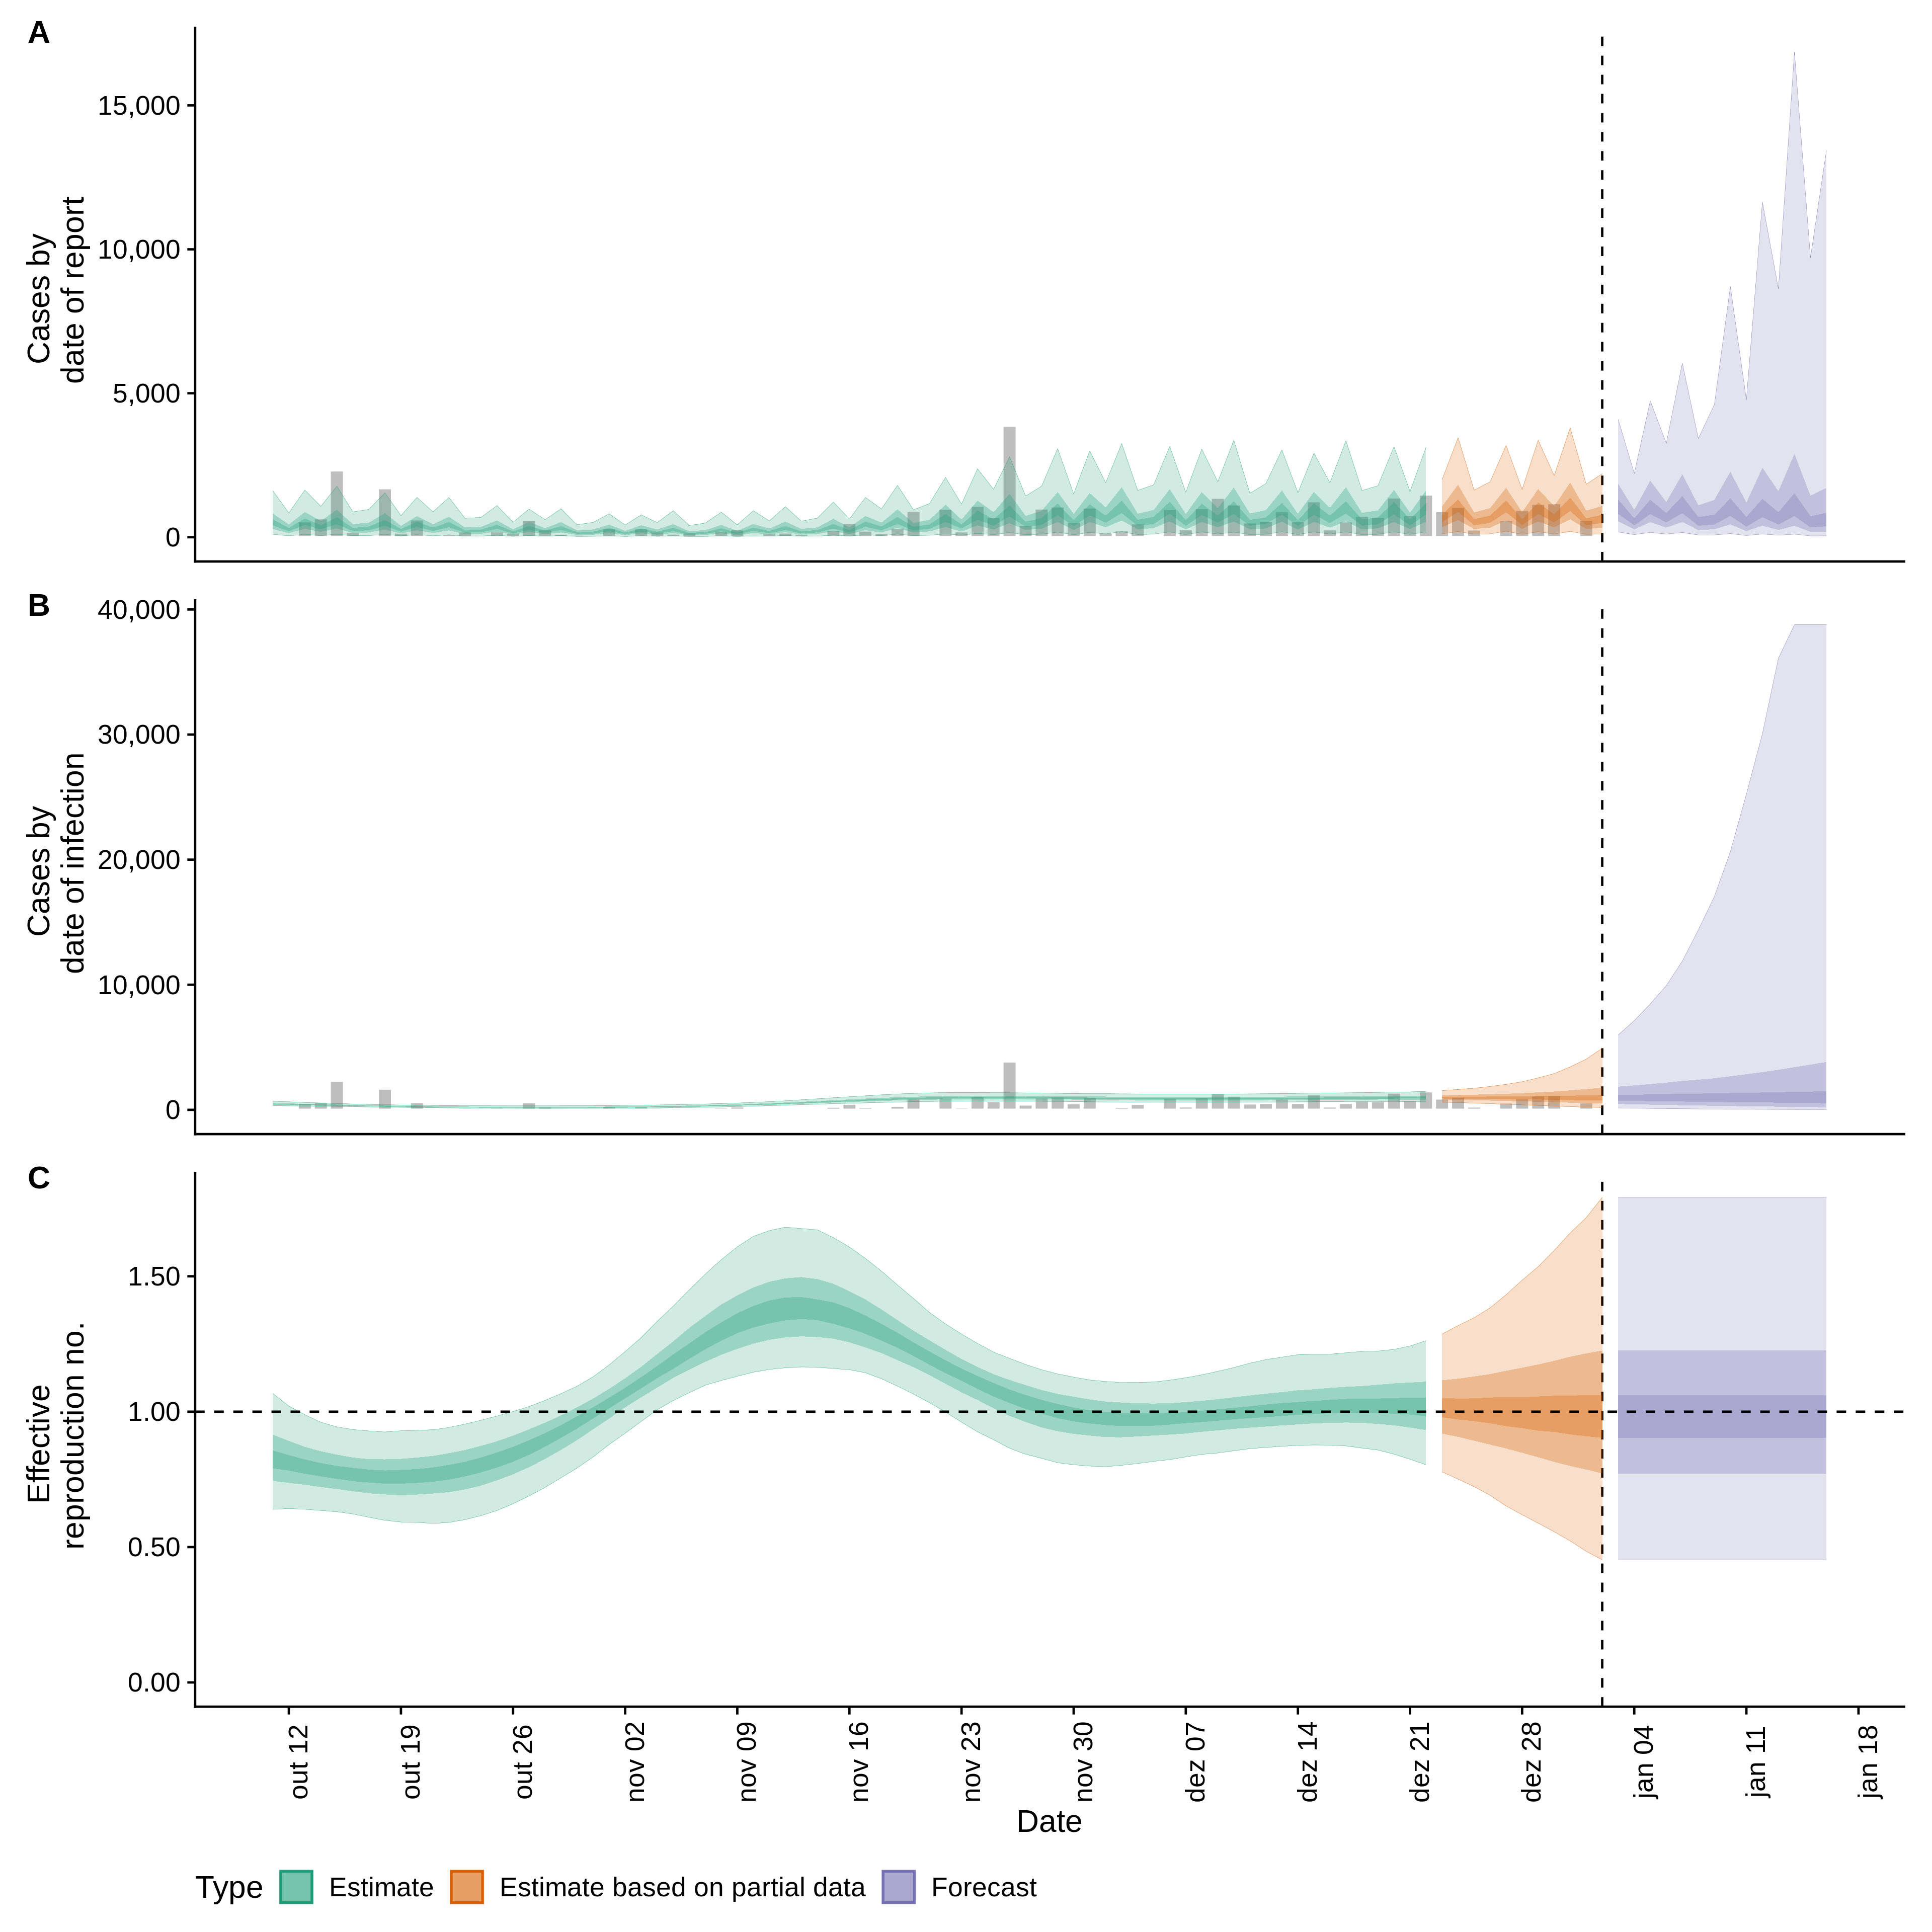 A
15,000
10,000
5,000
0
Cases by
date of report
B
40,000
30,000
20,000
10,000
0
Cases by
date of infection
C
1.50
1.00
0.50
0.00
Effective
reproduction no.
out 12
out 19
out 26
nov 02
nov 09
nov 16
nov 23
nov 30
dez 07
dez 14
dez 21
dez 28
jan 04
jan 11
jan 18
Date
Type Estimate Estimate based on partial data Forecast